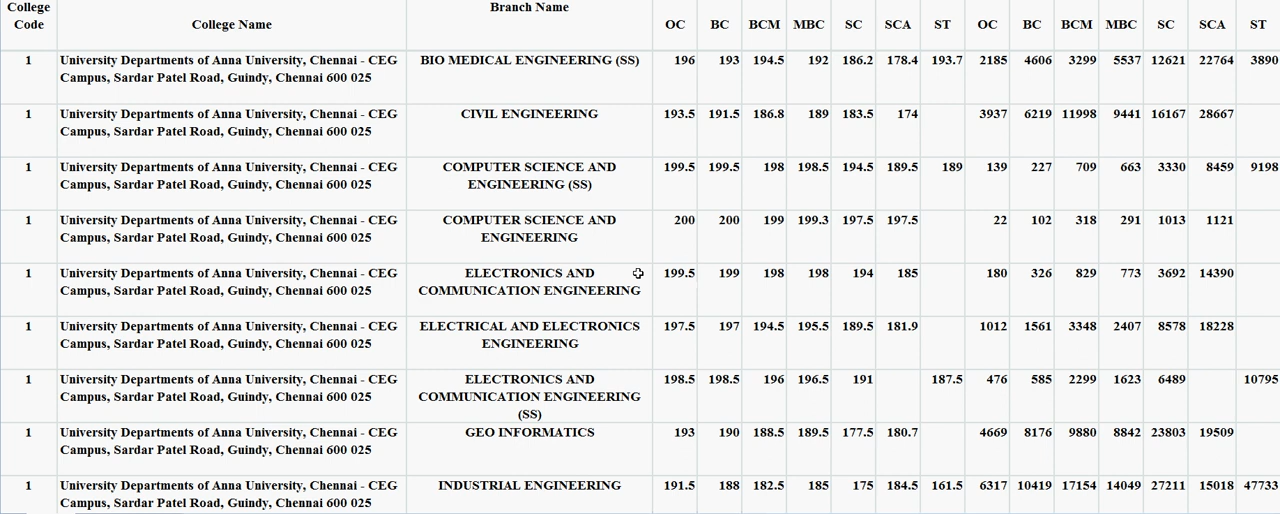 College Code College Name Branch Name OC BC BCM MBC SC SCA ST OC BC BCM MBC SC SCA ST
1 University Departments of Anna University, Chennai - CEG BIO MEDICAL ENGINEERING (SS) 196 193 194.5 192 186.2 178.4 193.7 2185 4606 3299 5537 12621 22764 3890
Campus, Sardar Patel Road, Guindy, Chennai 600 025
1 University Departments of Anna University, Chennai - CEG CIVIL ENGINEERING 193.5 191.5 186.8 189 183.5 174 3937 6219 11998 9441 16167 28667
Campus, Sardar Patel Road, Guindy, Chennai 600 025
1 University Departments of Anna University, Chennai - CEG COMPUTER SCIENCE AND 199.5 199.5 198 198.5 194.5 189.5 189 139 227 709 663 3330 8459 9198
Campus, Sardar Patel Road, Guindy, Chennai 600 025 ENGINEERING (SS)
1 University Departments of Anna University, Chennai - CEG COMPUTER SCIENCE AND 200 200 199 199.3 197.5 197.5 22 102 318 291 1013 1121
Campus, Sardar Patel Road, Guindy, Chennai 600 025 ENGINEERING
1 University Departments of Anna University, Chennai - CEG ELECTRONICS AND 199.5 199 198 198 194 185 180 326 829 773 3692 14390
Campus, Sardar Patel Road, Guindy, Chennai 600 025 COMMUNICATION ENGINEERING
1 University Departments of Anna University, Chennai - CEG ELECTRICAL AND ELECTRONICS 197.5 197 194.5 195.5 189.5 181.9 1012 1561 3348 2407 8578 18228
Campus, Sardar Patel Road, Guindy, Chennai 600 025 ENGINEERING
1 University Departments of Anna University, Chennai - CEG ELECTRONICS AND 198.5 198.5 196 196.5 191 187.5 476 585 2299 1623 6489 10795
Campus, Sardar Patel Road, Guindy, Chennai 600 025 COMMUNICATION ENGINEERING
(SS)
1 University Departments of Anna University, Chennai - CEG GEO INFORMATICS 193 190 188.5 189.5 177.5 180.7 4669 8176 9880 8842 23803 19509
Campus, Sardar Patel Road, Guindy, Chennai 600 025
1 University Departments of Anna University, Chennai - CEG INDUSTRIAL ENGINEERING 191.5 188 182.5 185 175 184.5 161.5 6317 10419 17154 14049 27211 15018 47733
Campus, Sardar Patel Road, Guindy, Chennai 600 025